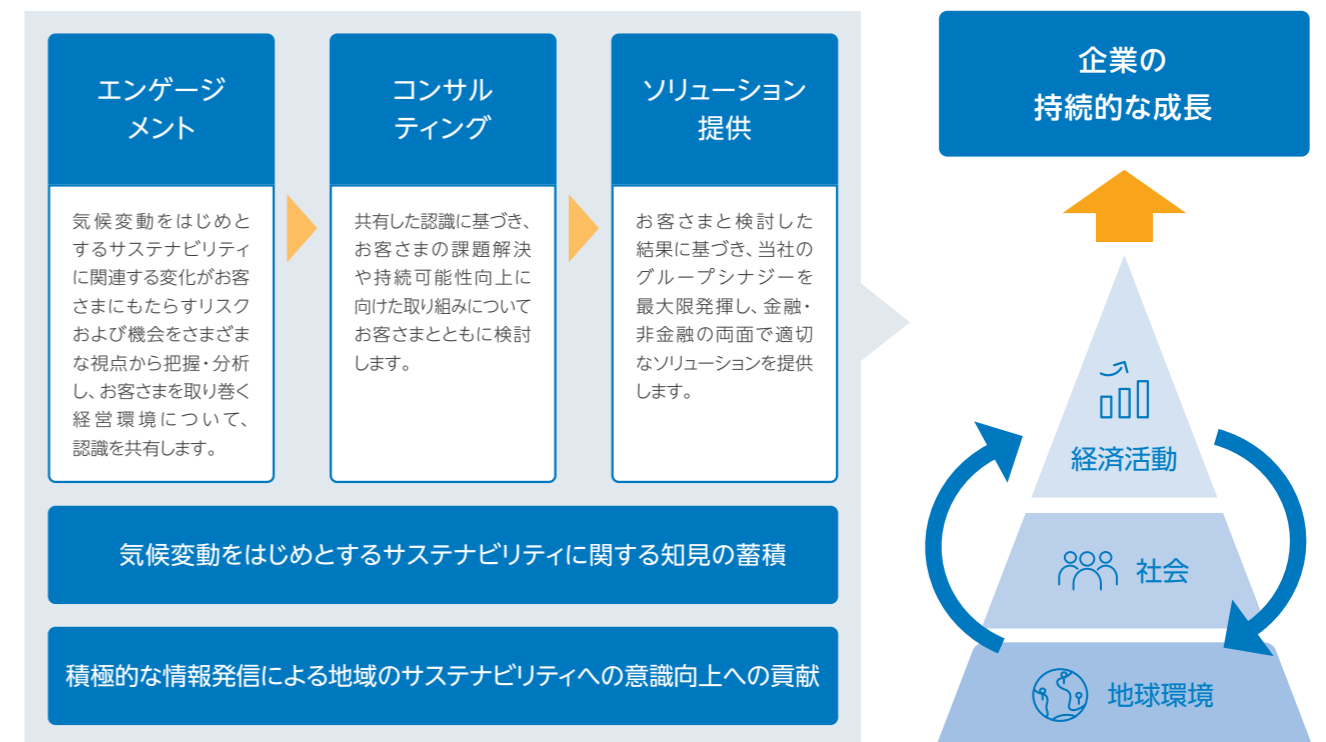 エンゲージ
メント
気候変動をはじめと
するサステナビリティ
に関連する変化がお客
さまにもたらすリスク
および機会をさまざま
な視点から把握・分析
し、お客さまを取り巻く
経営環境について、
認識を共有します。
コンサル
ティング
共有した認識に基づき、
お客さまの課題解決
や持続可能性向上に
向けた取り組みについて
お客さまとともに検討
します。
ソリューション
提供
お客さまと検討した
結果に基づき、当社の
グループシナジーを
最大限発揮し、金融・
非金融の両面で適切
なソリューションを提供
します。
気候変動をはじめとするサステナビリティに関する知見の蓄積
積極的な情報発信による地域のサステナビリティへの意識向上への貢献
企業の
持続的な成長
経済活動
社会
地球環境